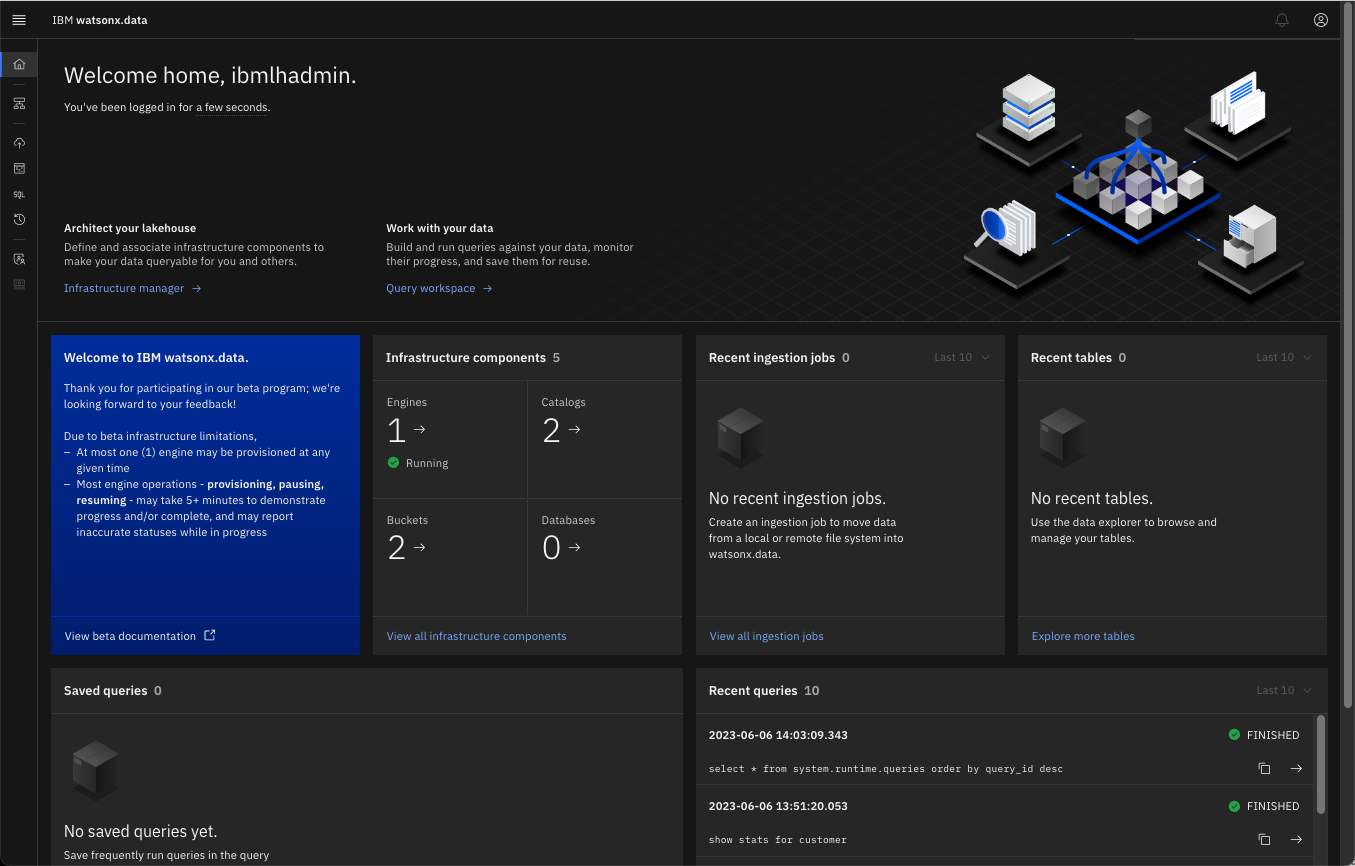 IBM watsonx.data
SQL
Welcome home, ibmlhadmin.
You've been logged in for a few seconds.
Architect your lakehouse
Define and associate infrastructure components to
make your data queryable for you and others.
Infrastructure manager →
Work with your data
Build and run queries against your data, monitor
their progress, and save them for reuse.
Query workspace →
Welcome to IBM watsonx.data.
Thank you for participating in our beta program; we're
looking forward to your feedback!
Due to beta infrastructure limitations,
– At most one (1) engine may be provisioned at any
given time
– Most engine operations - provisioning, pausing,
resuming - may take 5+ minutes to demonstrate
progress and/or complete, and may report
inaccurate statuses while in progress
View beta documentation
Infrastructure components 5
Engines
1 →
Running
Catalogs
2 →
Buckets
2 →
Databases
0 →
View all infrastructure components
Recent ingestion jobs 0
Last 10
No recent ingestion jobs.
Create an ingestion job to move data
from a local or remote file system into
watsonx.data.
View all ingestion jobs
Recent tables 0
Last 10
No recent tables.
Use the data explorer to browse and
manage your tables.
Explore more tables
Saved queries 0
No saved queries yet.
Save frequently run queries in the query
Recent queries 10
Last 10
2023-06-06 14:03:09.343
FINISHED
select * from system.runtime.queries order by query_id desc
2023-06-06 13:51:20.053
FINISHED
show stats for customer